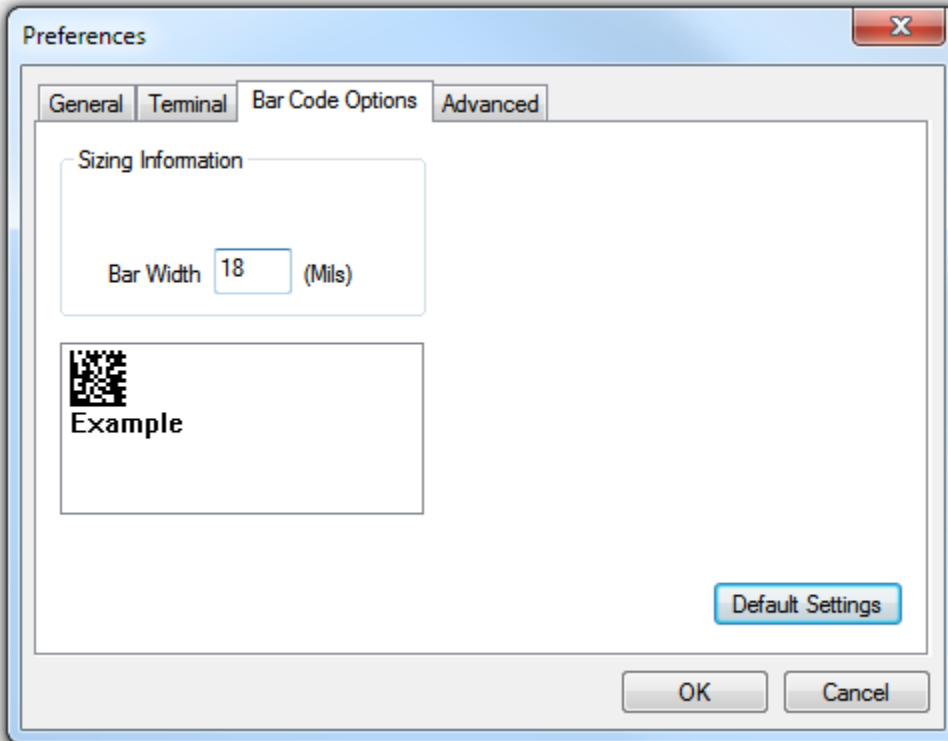 Preferences
General Terminal Bar Code Options Advanced
Sizing Information
Bar Width 18 (Mils)
Example
Default Settings
OK Cancel